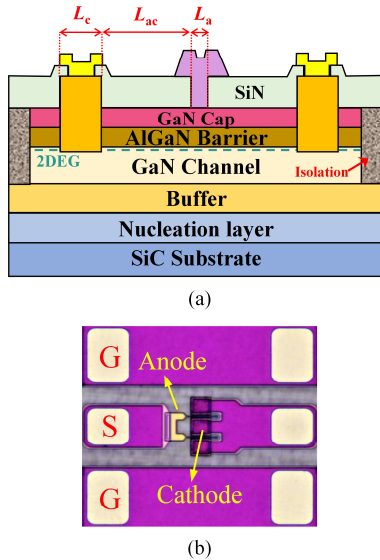 Lc Lac La
SiN
GaN Cap
AlGaN Barrier
2DEG
GaN Channel
Isolation
Buffer
Nucleation layer
SiC Substrate
(a)
G
Anode
S
Cathode
G
(b)